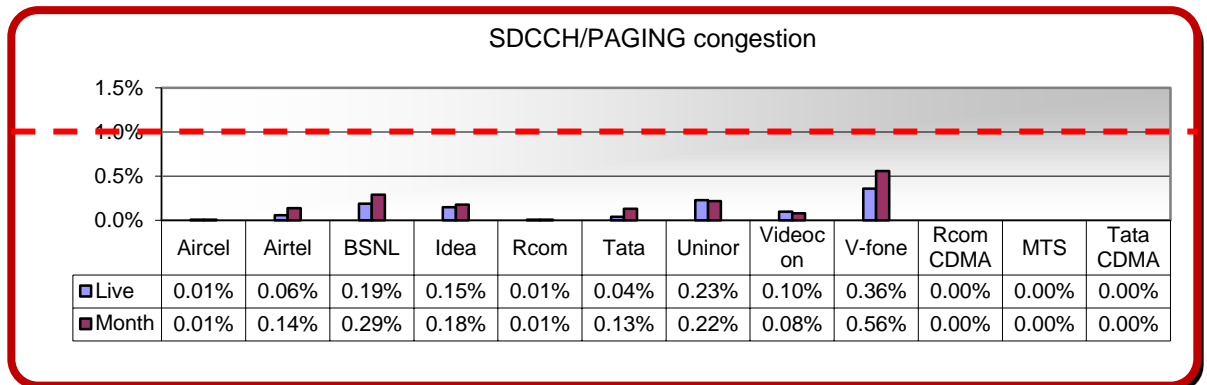 SDCCH/PAGING congestion
1.5%
1.0%
0.5%
0.0%
Aircel Airtel BSNL Idea Rcom Tata Uninor Videoc on V-fone Rcom CDMA MTS Tata CDMA
Live 0.01% 0.06% 0.19% 0.15% 0.01% 0.04% 0.23% 0.10% 0.36% 0.00% 0.00% 0.00%
Month 0.01% 0.14% 0.29% 0.18% 0.01% 0.13% 0.22% 0.08% 0.56% 0.00% 0.00% 0.00%